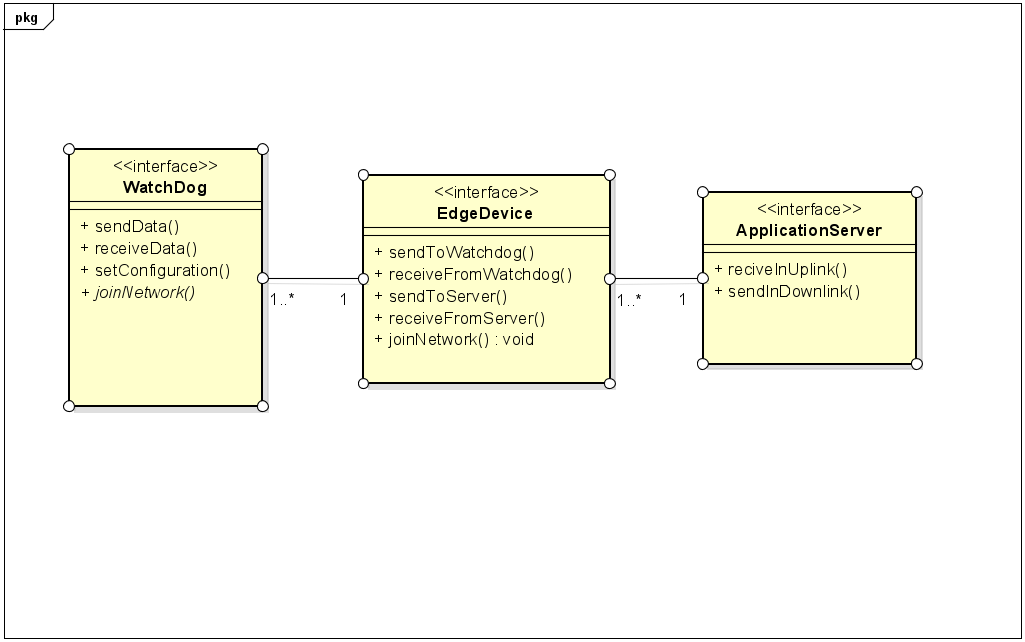 pkg
<<interface>>
WatchDog
+ sendData()
+ receiveData()
+ setConfiguration()
+ joinNetwork()
1..*
1
<<interface>>
EdgeDevice
+ sendToWatchdog()
+ receiveFromWatchdog()
+ sendToServer()
+ receiveFromServer()
+ joinNetwork() : void
1..*
1
<<interface>>
ApplicationServer
+ reciveInUplink()
+ sendInDownlink()